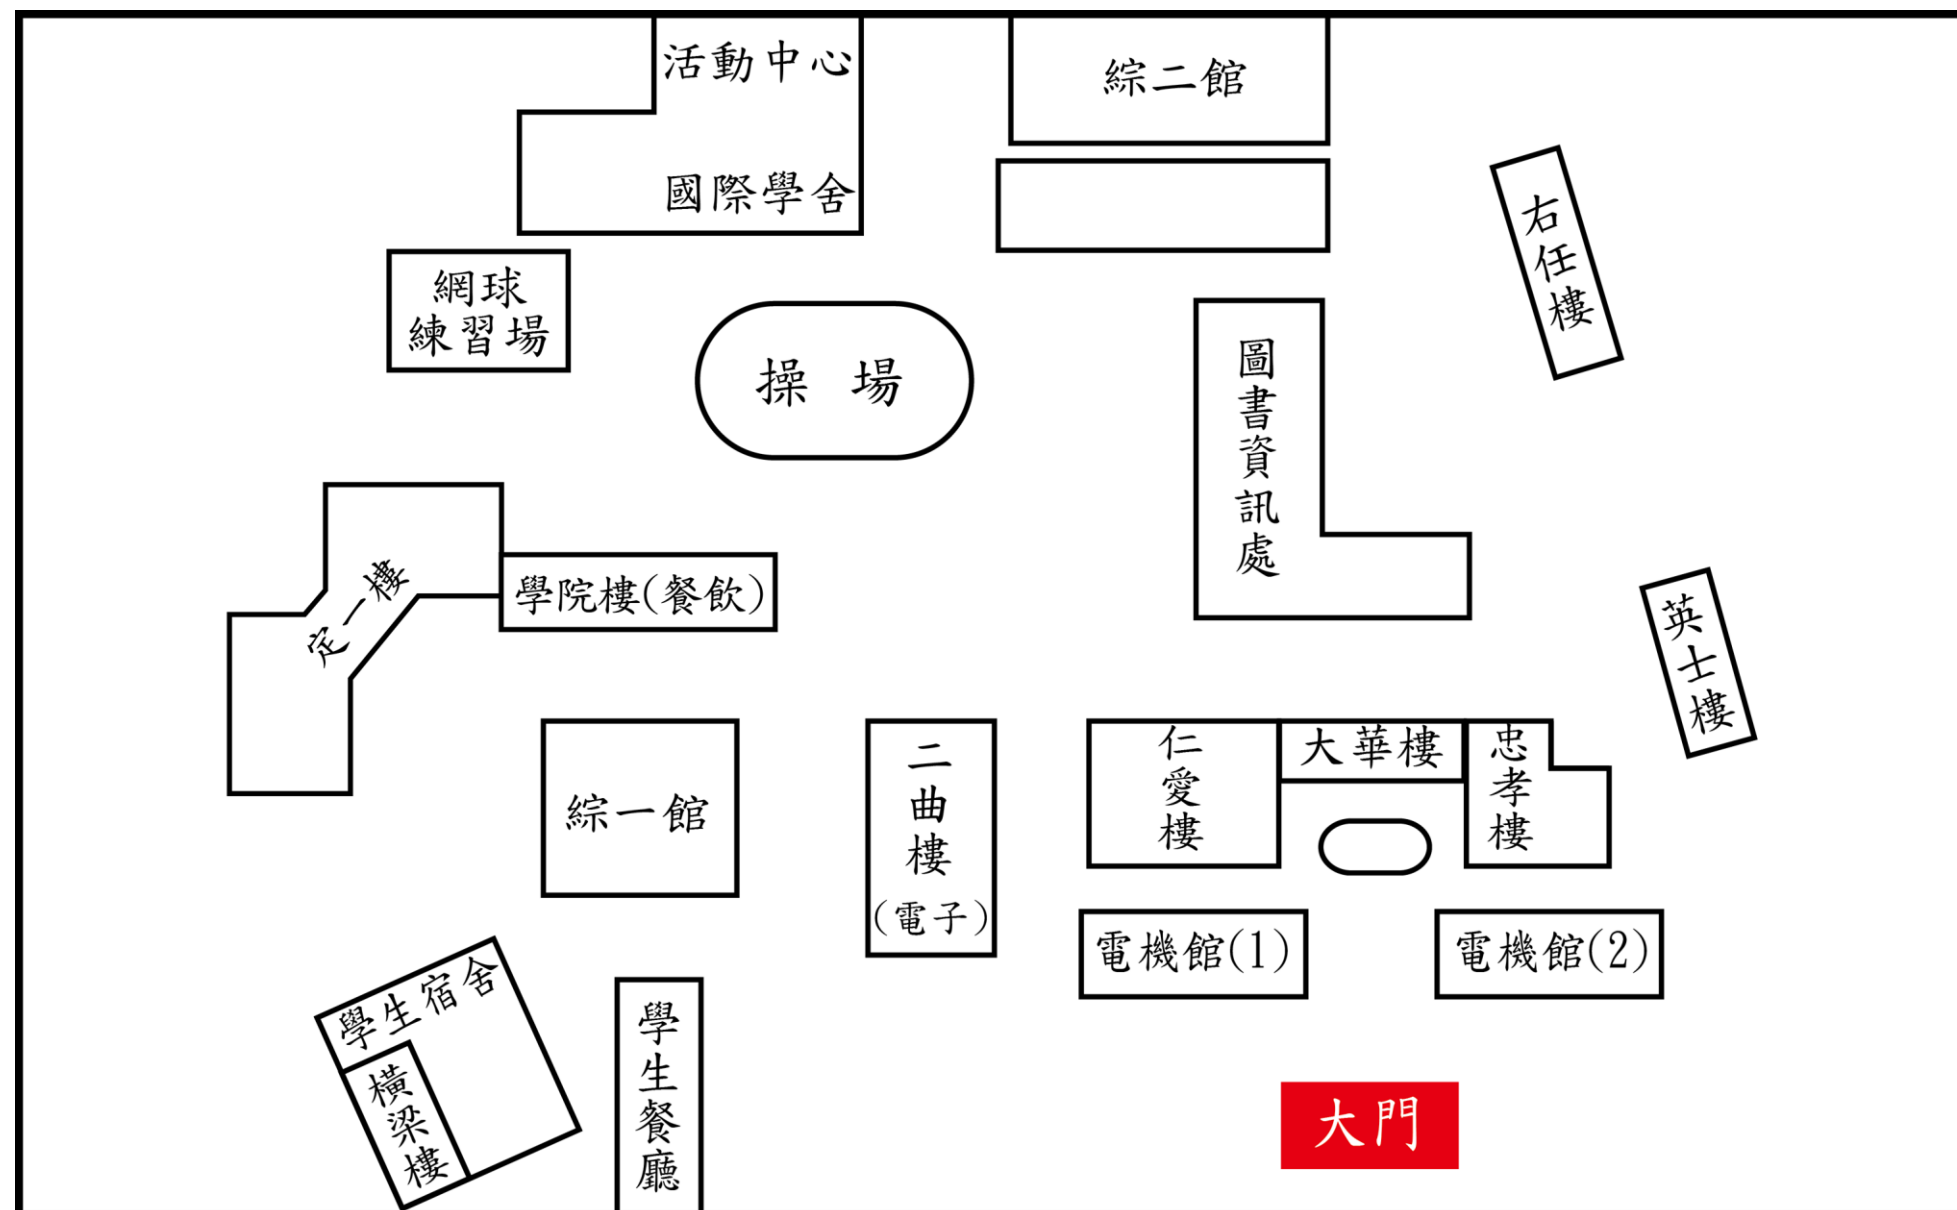 活動中心
國際學舍
綜二館
右任樓
網球
練習場
操場
圖書資訊處
定一樓
學院樓(餐飲)
英士樓
綜一館
二曲樓
(電子)
仁愛樓
大華樓
忠孝樓
電機館(1)
電機館(2)
學生宿舍
橫梁樓
學生餐廳
大門